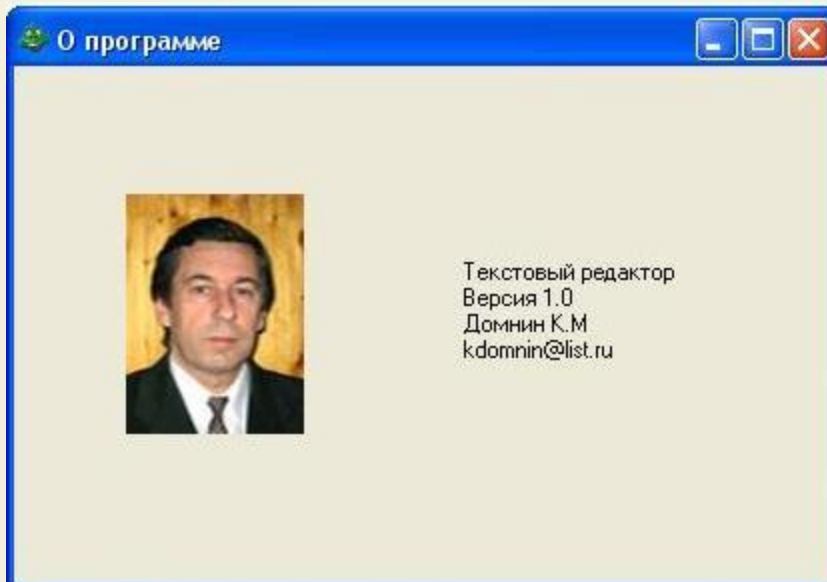 О программе
Текстовый редактор
Версия 1.0
Домнин К.М
kdomnin@list.ru